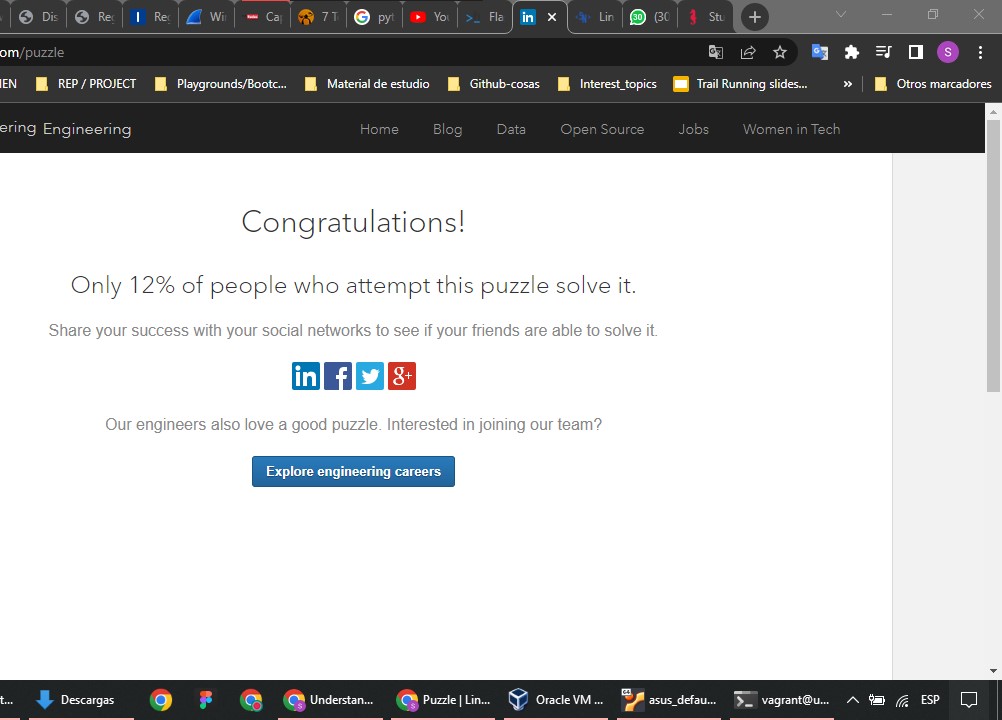 Dis
Rec
Rec
Wi
Ca
7 T
pyt
You
Fla
Lin
30 (30
Stu
om/puzzle
S
IEN
REP / PROJECT
Playgrounds/Bootc...
Material de estudio
Github-cosas
Interest_topics
Trail Running slides...
»
Otros marcadores
ering Engineering
Home
Blog
Data
Open Source
Jobs
Women in Tech
Congratulations!
Only 12% of people who attempt this puzzle solve it.
Share your success with your social networks to see if your friends are able to solve it.
in f g+
Our engineers also love a good puzzle. Interested in joining our team?
Explore engineering careers
t...
Descargas
Understan...
Puzzle | Lin...
Oracle VM ...
asus_defau...
vagrant@u...
ESP